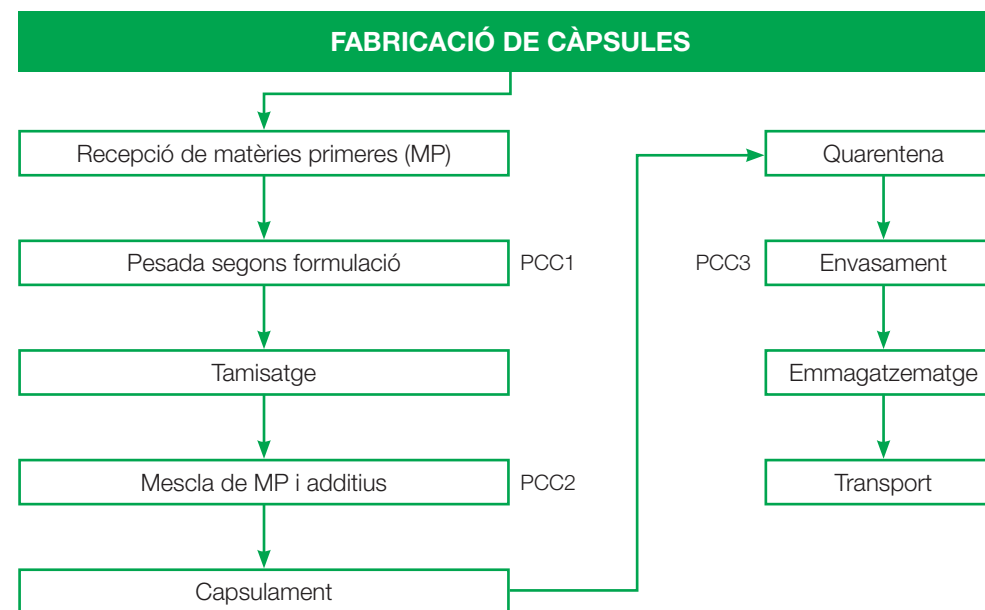 FABRICACIÓ DE CÀPSULES
Recepció de matèries primeres (MP)
Pesada segons formulació
PCC1
Tamisatge
Mescla de MP i additius
PCC2
Capsulament
Quarentena
PCC3
Envasament
Emmagatzematge
Transport